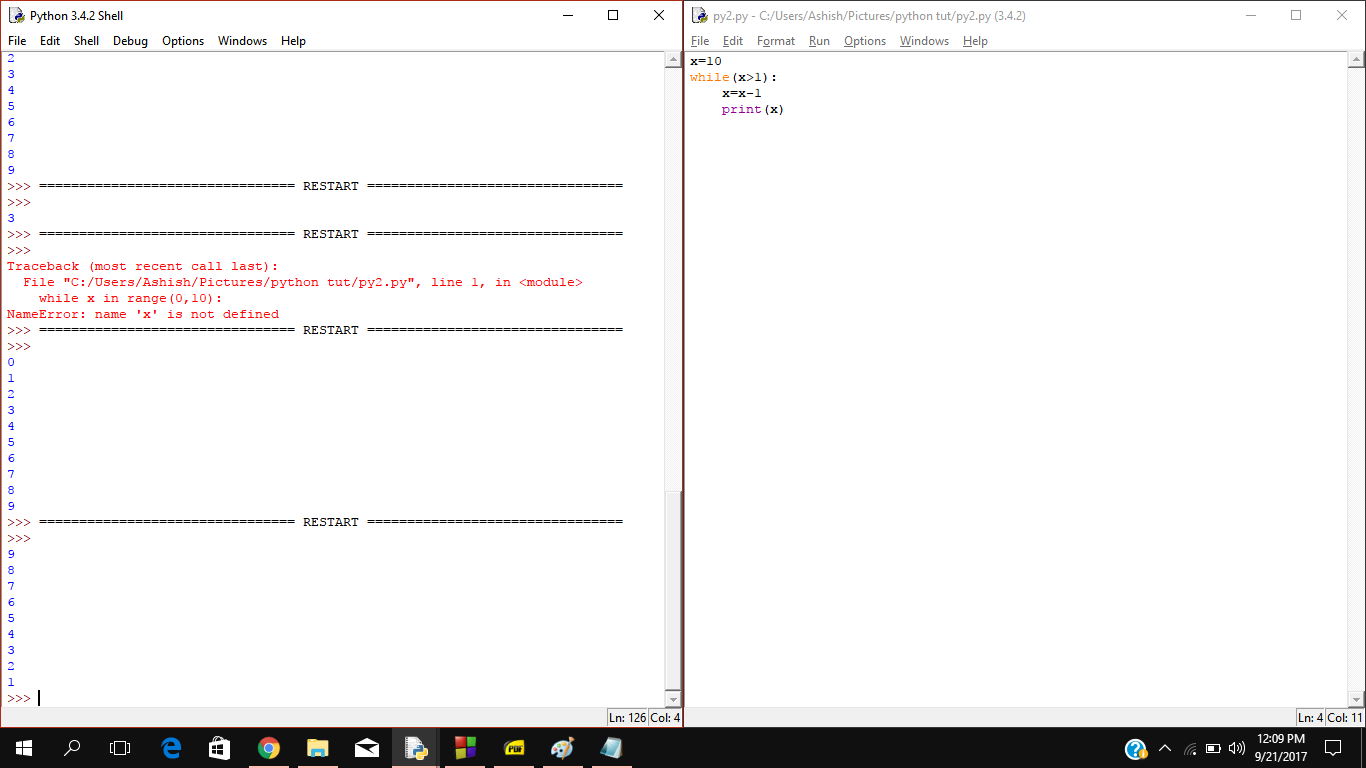 Python 3.4.2 Shell
File Edit Shell Debug Options Windows Help
2
3
4
5
6
7
8
9
>>> ================================ RESTART ================================
>>>
3
>>> ================================ RESTART ================================
>>>
Traceback (most recent call last):
  File "C:/Users/Ashish/Pictures/python tut/py2.py", line 1, in <module>
    while x in range(0,10):
NameError: name 'x' is not defined
>>> ================================ RESTART ================================
>>>
0
1
2
3
4
5
6
7
8
9
>>> ================================ RESTART ================================
>>>
9
8
7
6
5
4
3
2
1
>>>
Ln: 126 Col: 4
py2.py - C:/Users/Ashish/Pictures/python tut/py2.py (3.4.2)
File Edit Format Run Options Windows Help
x=10
while(x>1):
    x=x-1
    print(x)
Ln: 4 Col: 11
PDF
12:09 PM
9/21/2017